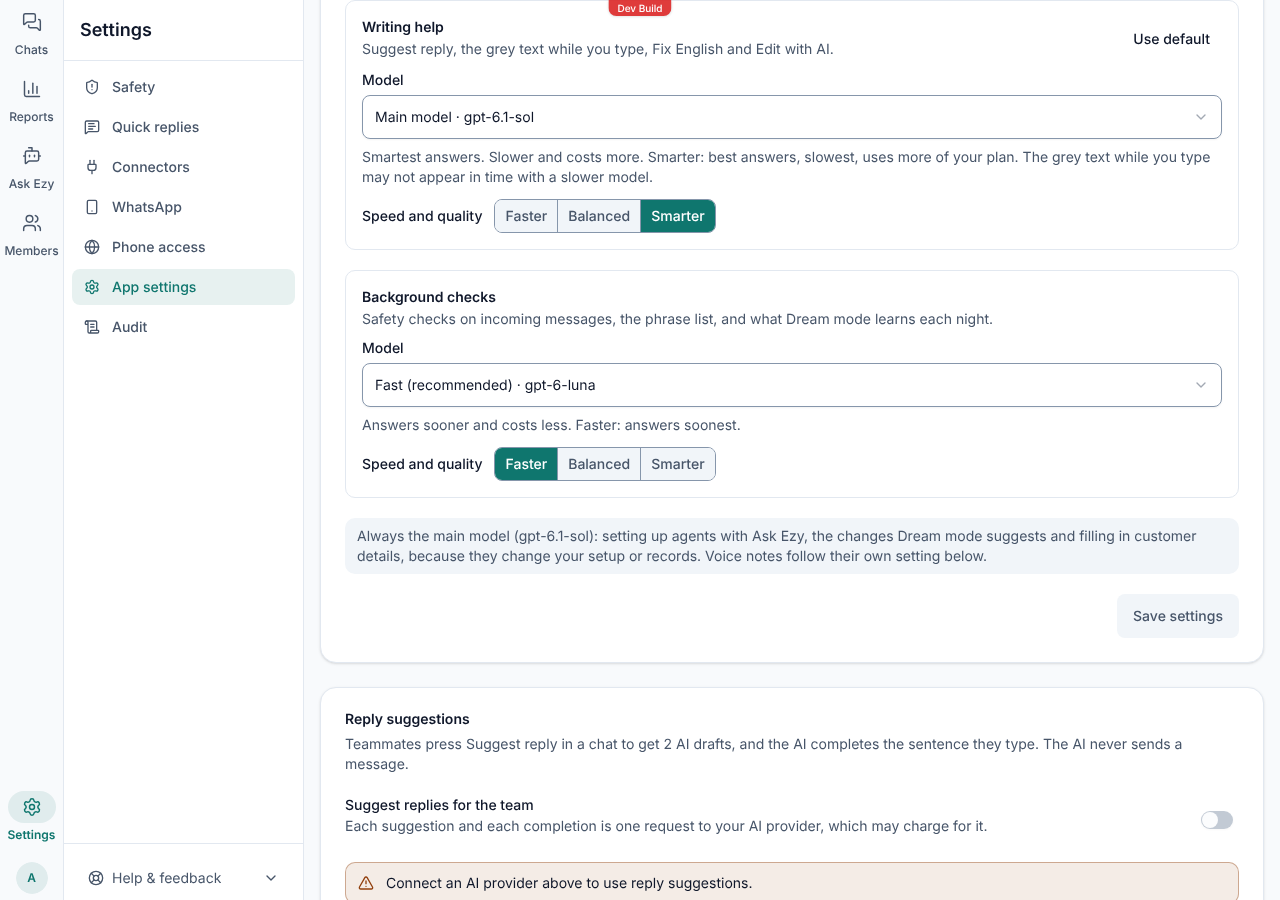 Dev Build
Chats
Reports
Ask Ezy
Members
Settings
A
Settings
Safety
Quick replies
Connectors
WhatsApp
Phone access
App settings
Audit
Help & feedback
Writing help
Suggest reply, the grey text while you type, Fix English and Edit with AI.
Use default
Model
Main model · gpt-6.1-sol
Smartest answers. Slower and costs more. Smarter: best answers, slowest, uses more of your plan. The grey text while you type
may not appear in time with a slower model.
Speed and quality
Faster
Balanced
Smarter
Background checks
Safety checks on incoming messages, the phrase list, and what Dream mode learns each night.
Model
Fast (recommended) · gpt-6-luna
Answers sooner and costs less. Faster: answers soonest.
Speed and quality
Faster
Balanced
Smarter
Always the main model (gpt-6.1-sol): setting up agents with Ask Ezy, the changes Dream mode suggests and filling in customer
details, because they change your setup or records. Voice notes follow their own setting below.
Save settings
Reply suggestions
Teammates press Suggest reply in a chat to get 2 AI drafts, and the AI completes the sentence they type. The AI never sends a
message.
Suggest replies for the team
Each suggestion and each completion is one request to your AI provider, which may charge for it.
Connect an AI provider above to use reply suggestions.